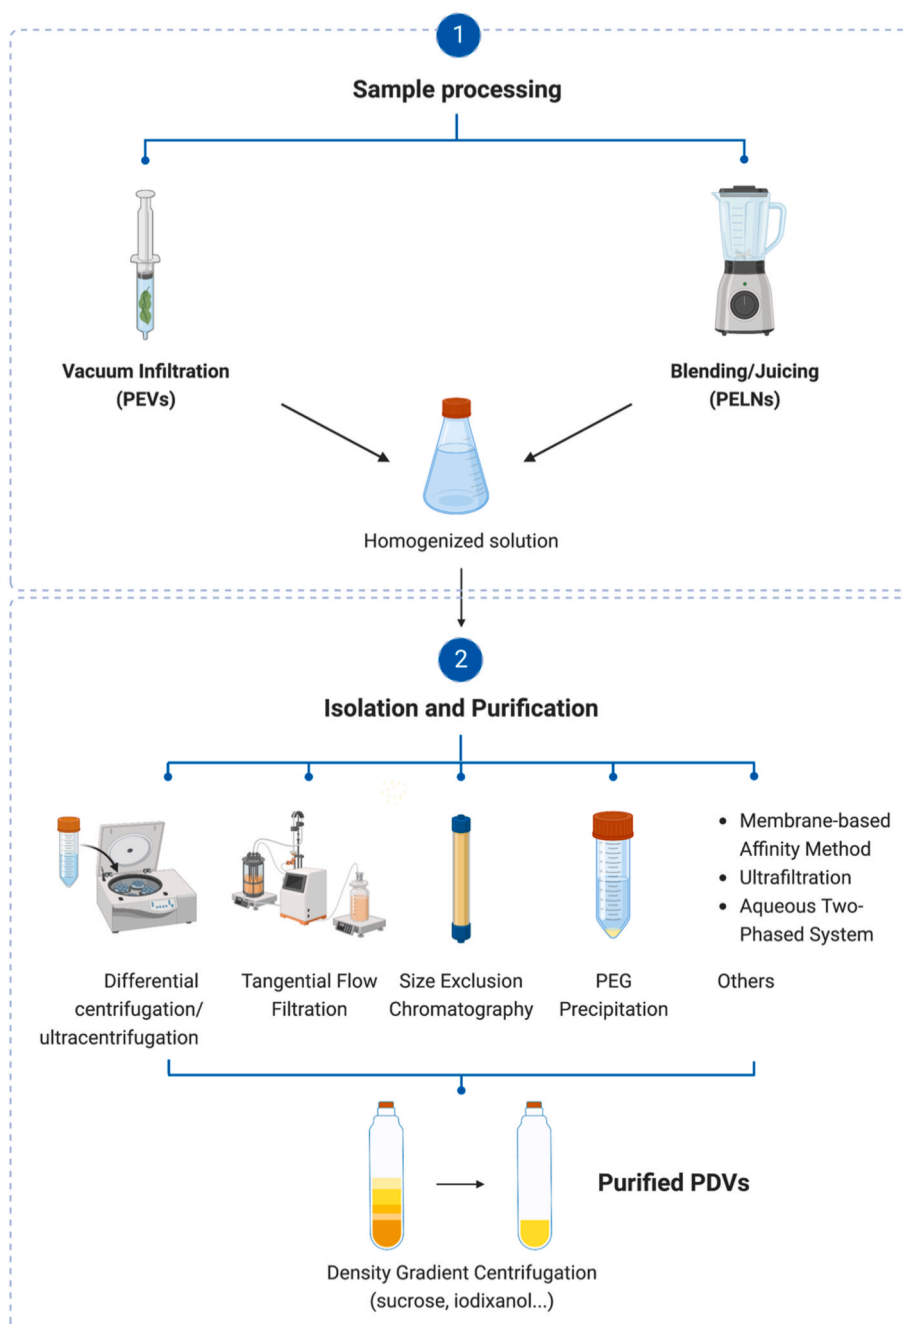 1
Sample processing
Vacuum Infiltration
(PEVs)
Blending/Juicing
(PELNs)
Homogenized solution
2
Isolation and Purification
• Membrane-based
Affinity Method
• Ultrafiltration
• Aqueous Two-
Phased System
Differential
centrifugation/
ultracentrifugation
Tangential Flow
Filtration
Size Exclusion
Chromatography
PEG
Precipitation
Others
Purified PDVs
Density Gradient Centrifugation
(sucrose, iodixanol...)